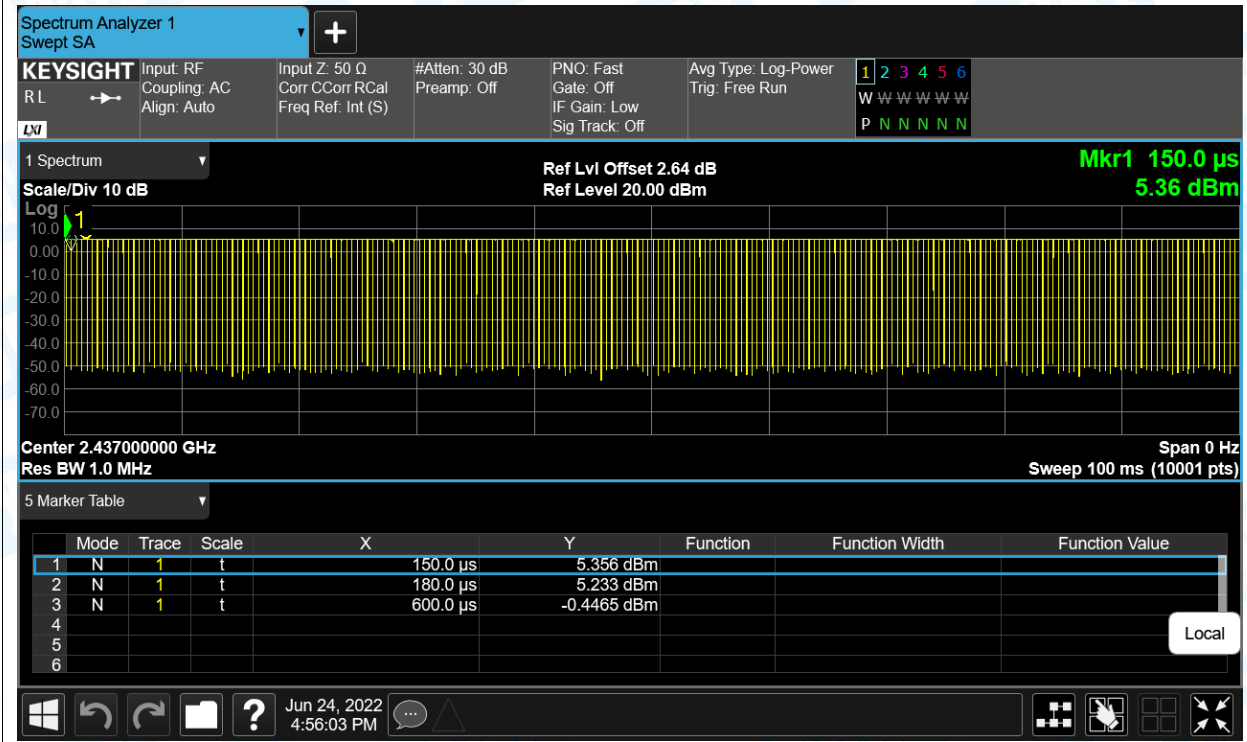 Spectrum Analyzer 1
Swept SA
KEYSIGHT
RL
LXI
Input: RF
Coupling: AC
Align: Auto
Input Z: 50 Ω
Corr CCorr RCal
Freq Ref: Int (S)
#Atten: 30 dB
Preamp: Off
PNO: Fast
Gate: Off
IF Gain: Low
Sig Track: Off
Avg Type: Log-Power
Trig: Free Run
1 2 3 4 5 6
W W W W W W
P N N N N N
1 Spectrum
Scale/Div 10 dB
Ref Lvl Offset 2.64 dB
Ref Level 20.00 dBm
Mkr1 150.0 µs
5.36 dBm
Log
1
10.0
0.00
-10.0
-20.0
-30.0
-40.0
-50.0
-60.0
-70.0
Center 2.437000000 GHz
Res BW 1.0 MHz
Span 0 Hz
Sweep 100 ms (10001 pts)
5 Marker Table
Mode Trace Scale X Y Function Function Width Function Value
1 N 1 t 150.0 µs 5.356 dBm
2 N 1 t 180.0 µs 5.233 dBm
3 N 1 t 600.0 µs -0.4465 dBm
4
5
6
Local
?
Jun 24, 2022
4:56:03 PM